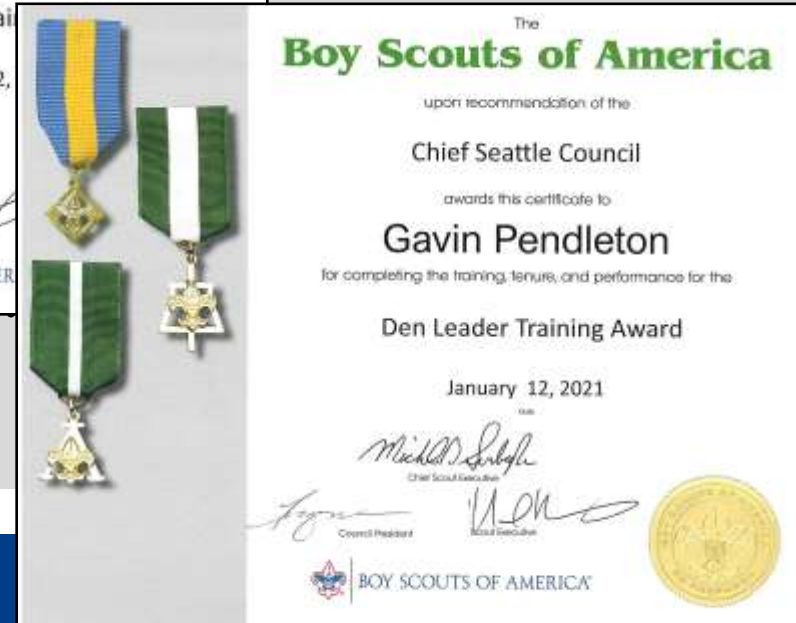 The
Boy Scouts of America
upon recommendation of the
Chief Seattle Council
awards this certificate to
Gavin Pendleton
for completing the training, tenure, and performance for the
Den Leader Training Award
January 12, 2021
Date
Chief Scout Executive
Council President
Scout Executive
BOY SCOUTS OF AMERICA®